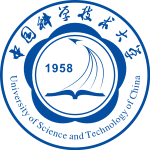 中国科学技术大学
1958
University of Science and Technology of China